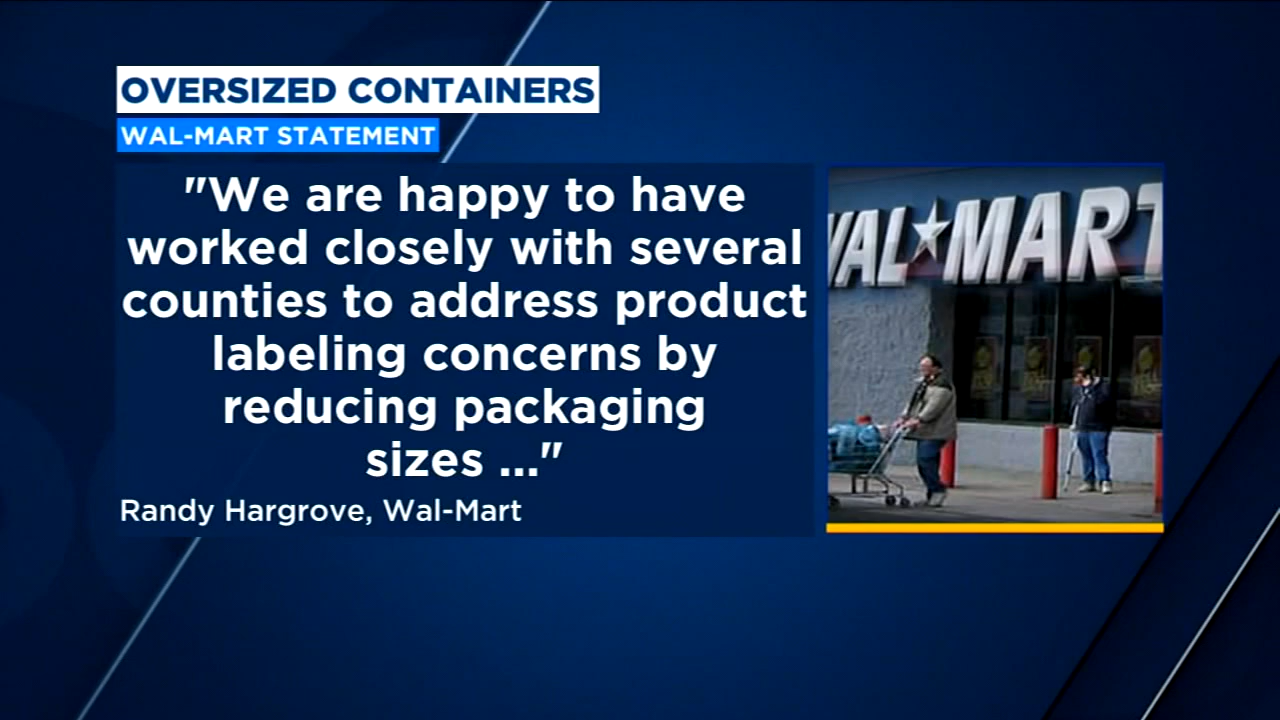 OVERSIZED CONTAINERS
WAL-MART STATEMENT
"We are happy to have
worked closely with several
counties to address product
labeling concerns by
reducing packaging
sizes ..."
Randy Hargrove, Wal-Mart
WAL★MART